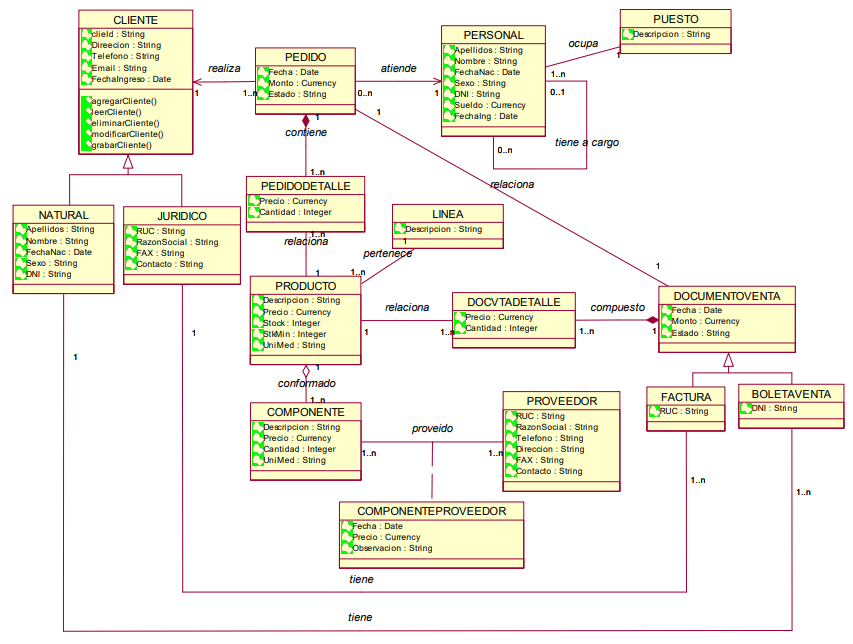 CLIENTE
clieId : String
Direecion : String
Telefono : String
Email : String
FechaIngreso : Date
agregarCliente()
leerCliente()
eliminarCliente()
modificarCliente()
grabarCliente()
realiza
1
1..n
PEDIDO
Fecha : Date
Monto : Currency
Estado : String
atiende
0..n
1
PERSONAL
Apellidos : String
Nombre : String
FechaNac : Date
Sexo : String
DNI : String
Sueldo : Currency
FechaIng : Date
ocupa
1..n
1
PUESTO
Descripcion : String
0..1
0..n
tiene a cargo
1
contiene
1..n
1
relaciona
1
PEDIDODETALLE
Precio : Currency
Cantidad : Integer
1..n
relaciona
1
LINEA
Descripcion : String
1
pertenece
1..n
NATURAL
Apellidos : String
Nombre : String
FechaNac : Date
Sexo : String
DNI : String
JURIDICO
RUC : String
RazonSocial : String
FAX : String
Contacto : String
PRODUCTO
Descripcion : String
Precio : Currency
Stock : Integer
StkMin : Integer
UniMed : String
relaciona
1
1..n
DOCVTADETALLE
Precio : Currency
Cantidad : Integer
compuesto
1..n
1
DOCUMENTOVENTA
Fecha : Date
Monto : Currency
Estado : String
1
1
1
conformado
1..n
COMPONENTE
Descripcion : String
Precio : Currency
Cantidad : Integer
UniMed : String
proveido
1..n
1..n
PROVEEDOR
RUC : String
RazonSocial : String
Telefono : String
Direccion : String
FAX : String
Contacto : String
FACTURA
RUC : String
BOLETAVENTA
DNI : String
1..n
1..n
COMPONENTEPROVEEDOR
Fecha : Date
Precio : Currency
Observacion : String
tiene
tiene